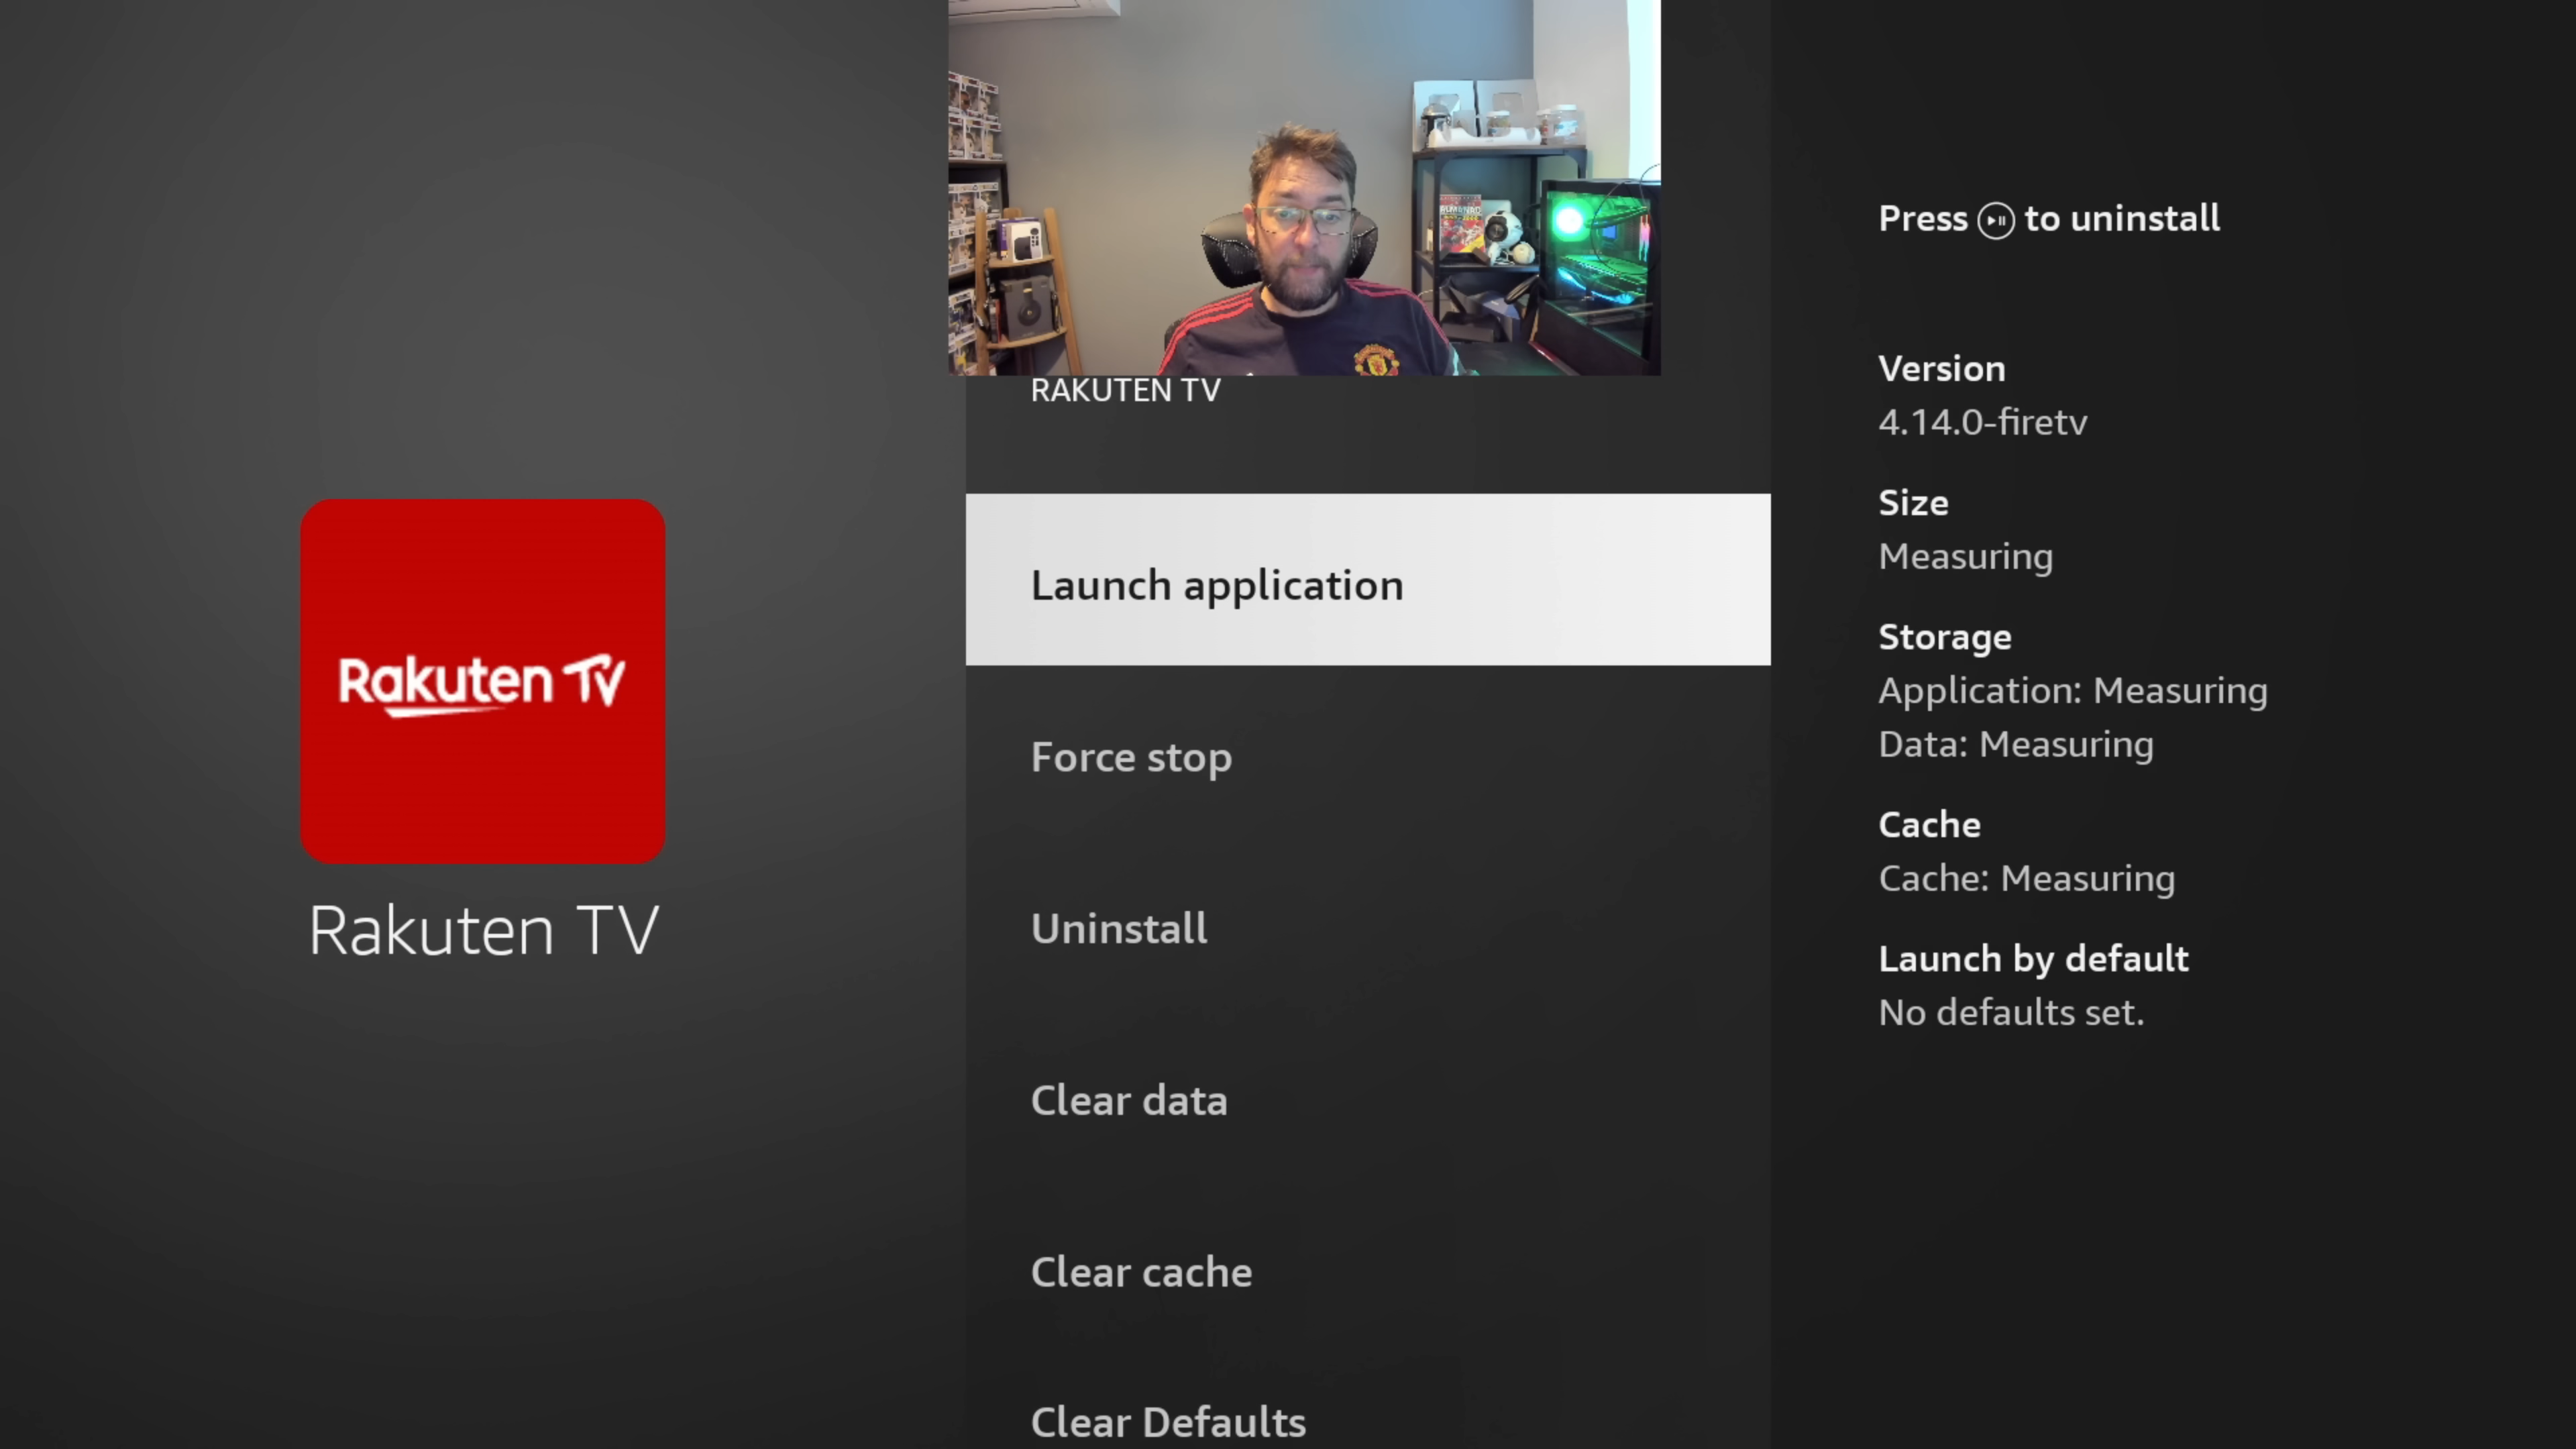 RAKUTEN TV
Launch application
Force stop
Uninstall
Clear data
Clear cache
Clear Defaults
Rakuten TV
Rakuten TV
Press to uninstall
Version
4.14.0-firetv
Size
Measuring
Storage
Application: Measuring
Data: Measuring
Cache
Cache: Measuring
Launch by default
No defaults set.